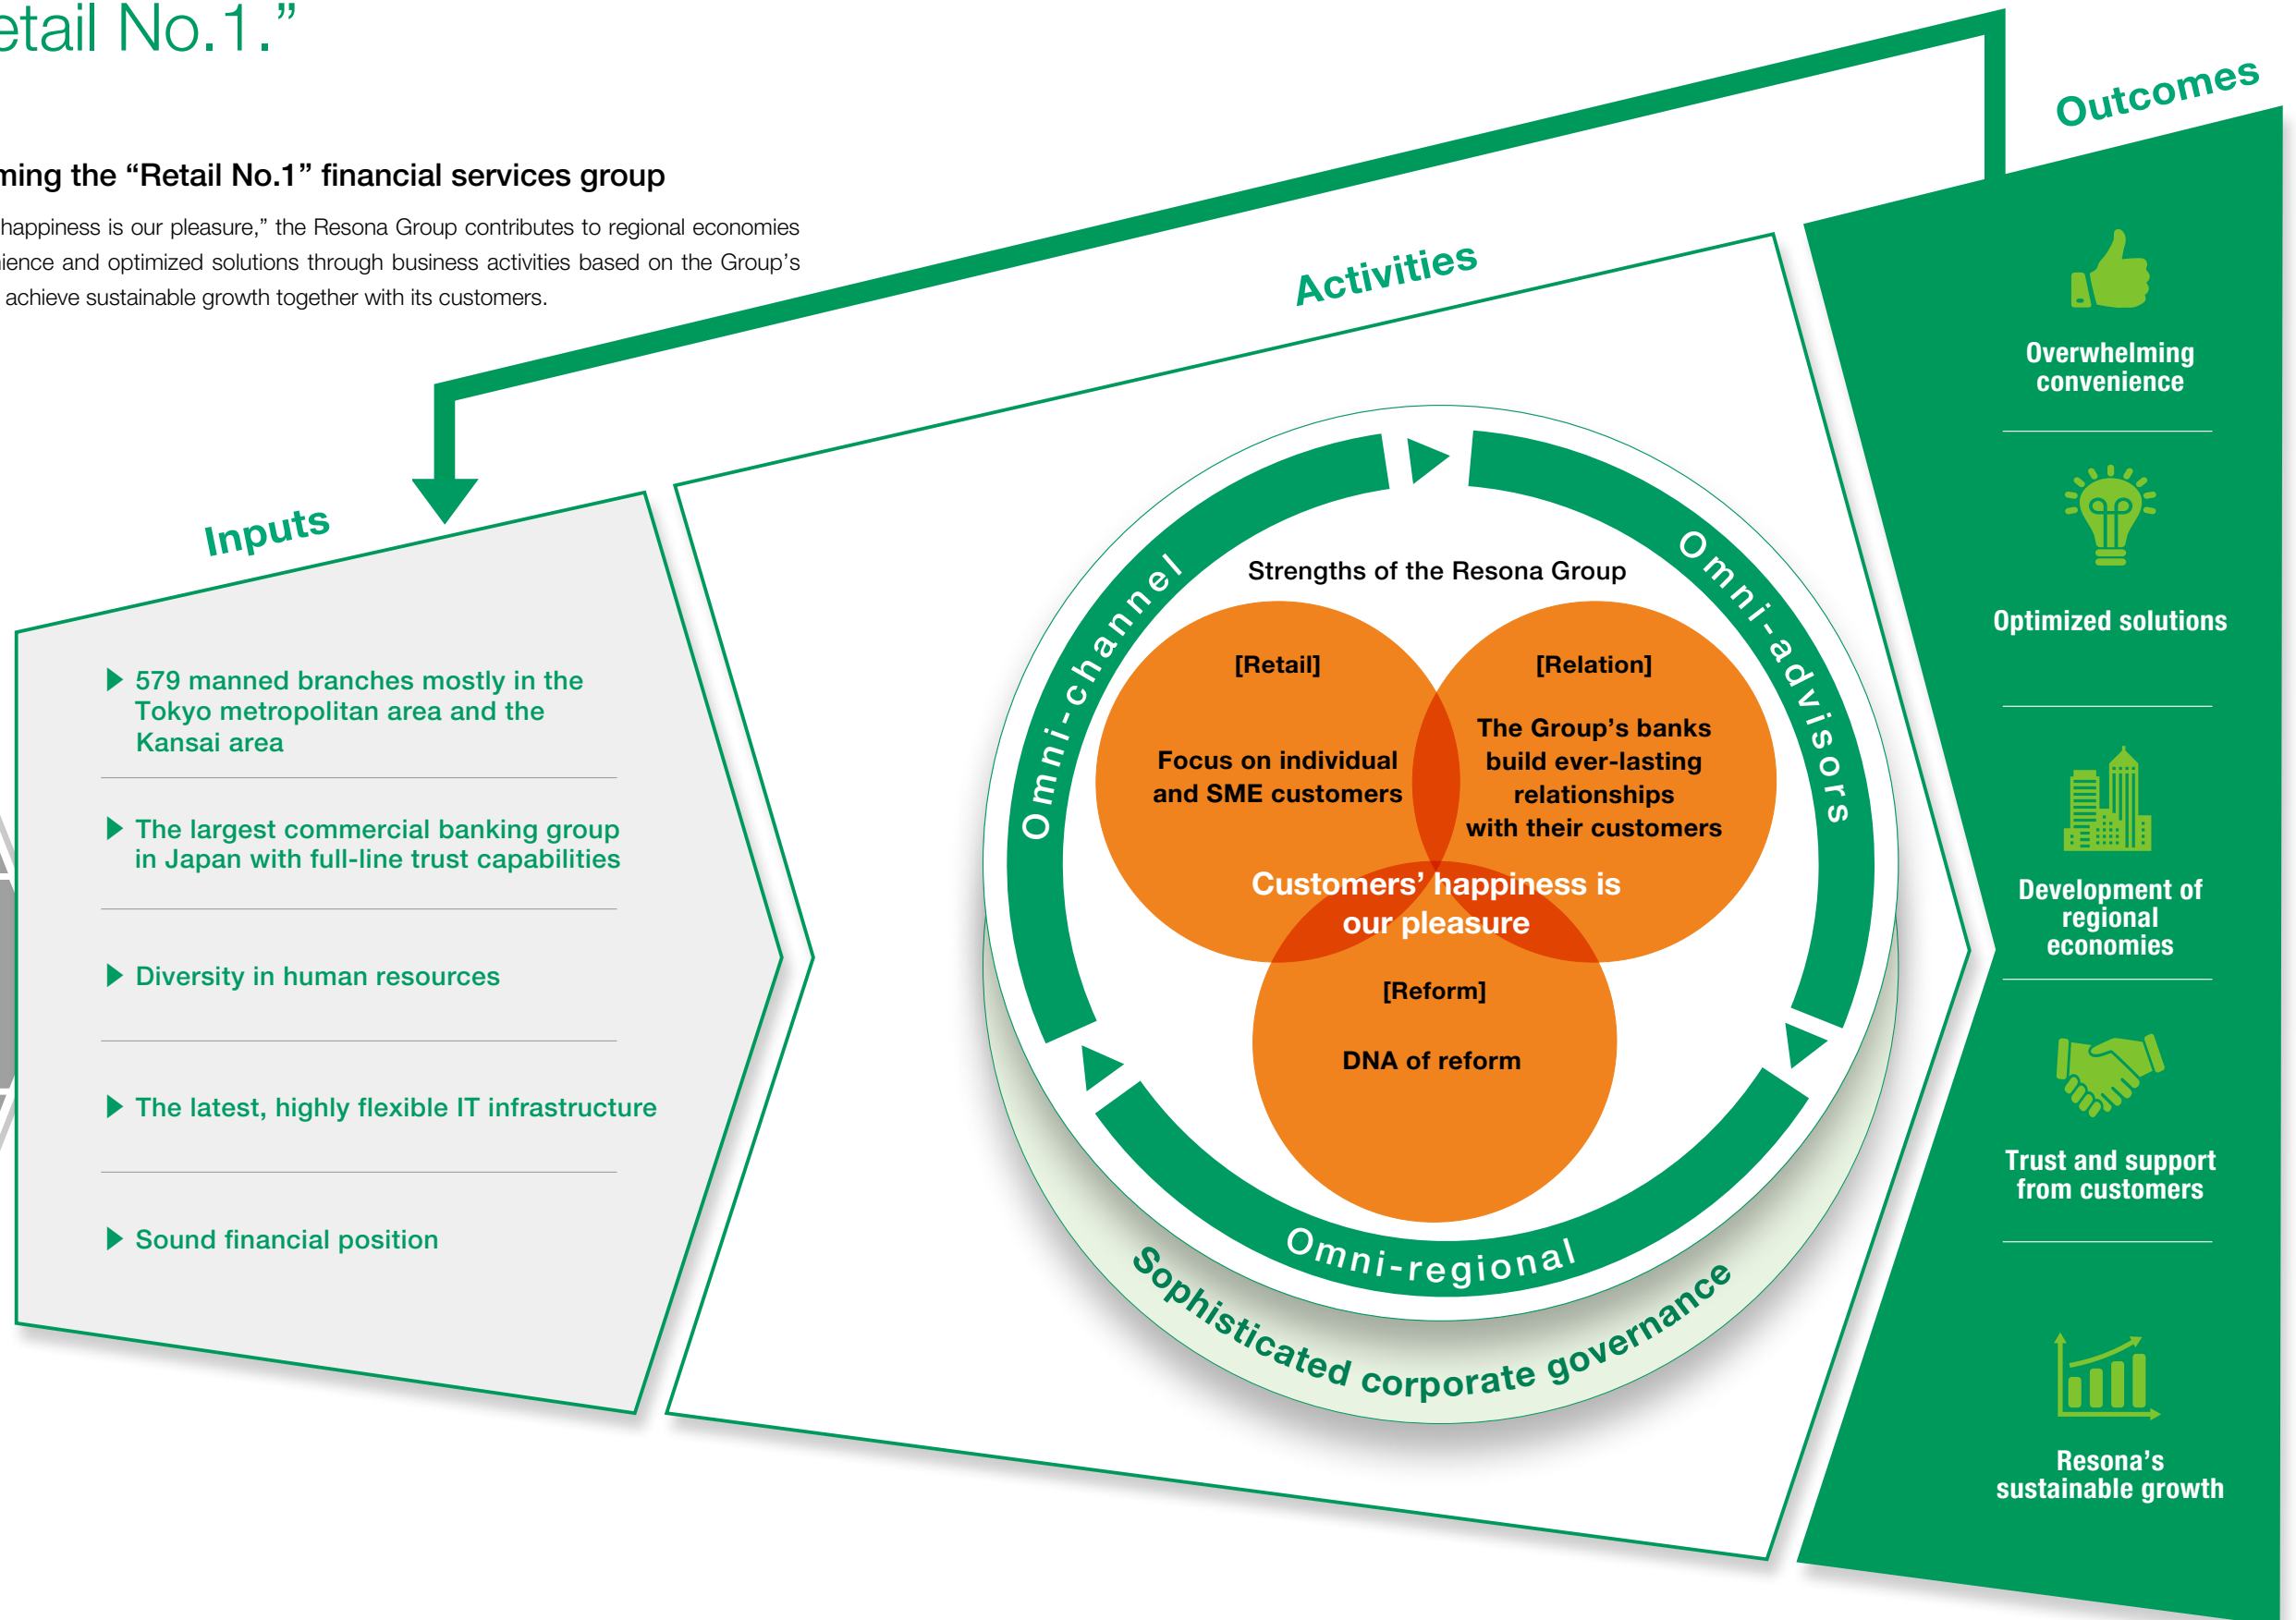 etail No.1.”
ming the “Retail No.1” financial services group
happiness is our pleasure,” the Resona Group contributes to regional economies
nience and optimized solutions through business activities based on the Group’s
achieve sustainable growth together with its customers.
Inputs
579 manned branches mostly in the
Tokyo metropolitan area and the
Kansai area
The largest commercial banking group
in Japan with full-line trust capabilities
Diversity in human resources
The latest, highly flexible IT infrastructure
Sound financial position
Activities
Omni-channel
Omni-advisors
Omni-regional
Strengths of the Resona Group
[Retail]
Focus on individual
and SME customers
[Relation]
The Group’s banks
build ever-lasting
relationships
with their customers
Customers’ happiness is
our pleasure
[Reform]
DNA of reform
Sophisticated corporate governance
Outcomes
Overwhelming
convenience
Optimized solutions
Development of
regional
economies
Trust and support
from customers
Resona’s
sustainable growth